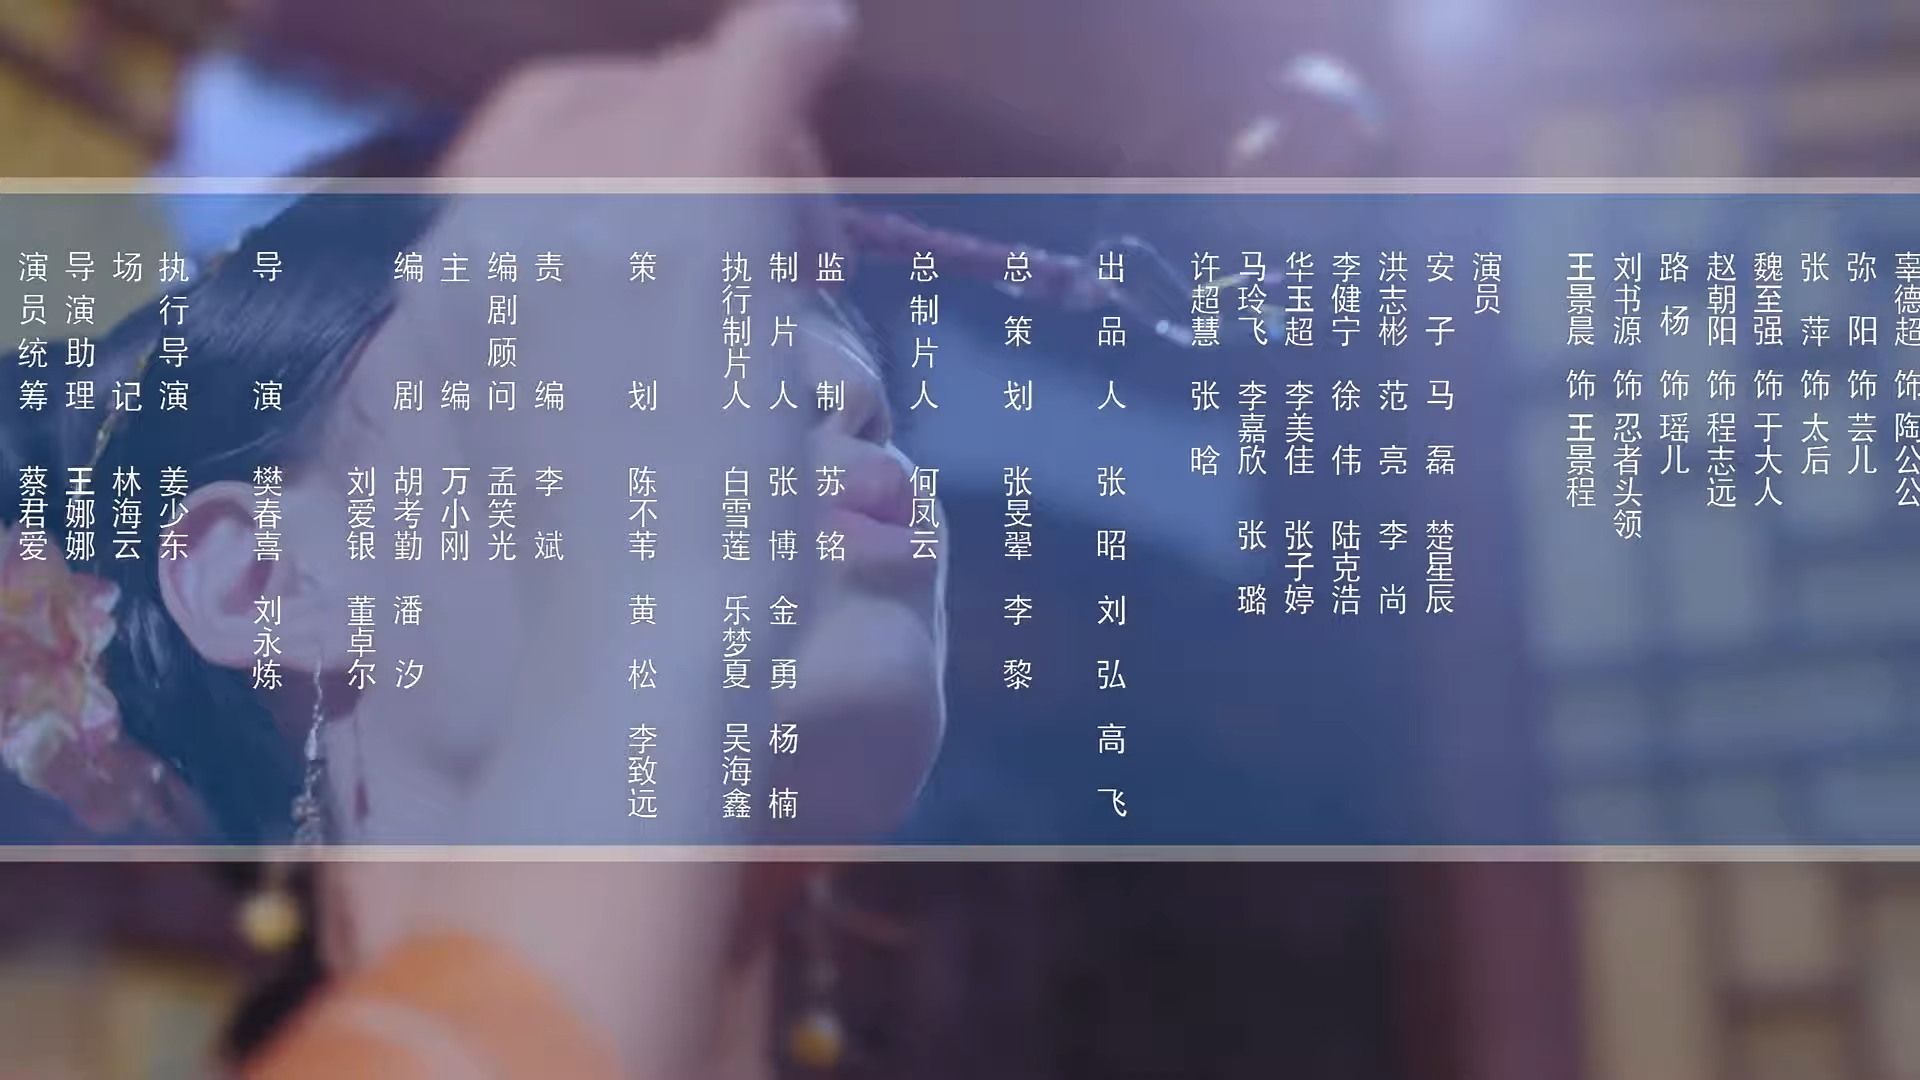 辜德超 饰 陶公公
弥阳 饰 芸儿
张萍 饰 太后
魏至强 饰 于大人
赵朝阳 饰 程志远
路杨 饰 瑶儿
刘书源 饰 忍者头领
王景晨 饰 王景程
演员
安子 马磊 楚星辰
洪志彬 范亮 李尚
李健宁 徐伟 陆克浩
华玉超 李美佳 张子婷
马玲飞 李嘉欣 张璐
许超慧 张晗
出品人 张昭 刘弘 高飞
总策划 张旻翚 李黎
总制片人 何凤云
监制 苏铭
制片人 张博 金勇 杨楠
执行制片人 白雪莲 乐梦夏 吴海鑫
策划 陈不苇 黄松 李致远
责编 李斌
编剧顾问 孟笑光
主编 万小刚
编剧 胡考勤 潘汐
刘爱银 董卓尔
导演 樊春喜 刘永炼
执行导演 姜少东
场记 林海云
导演助理 王娜娜
演员统筹 蔡君爱